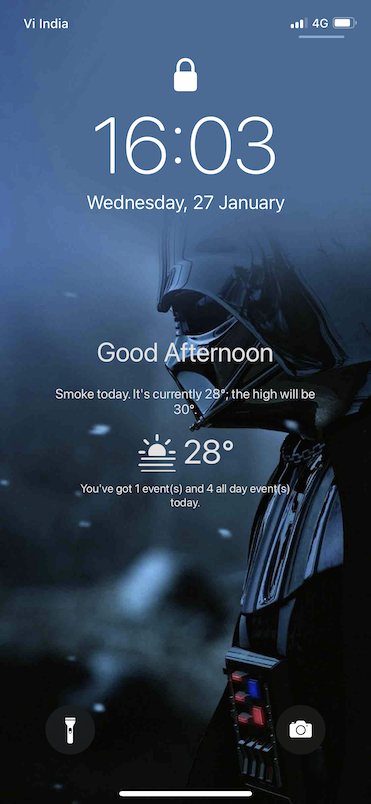 Vi India
4G
16:03
Wednesday, 27 January
Good Afternoon
Smoke today. It's currently 28°; the high will be
30°.
28°
You've got 1 event(s) and 4 all day event(s)
today.